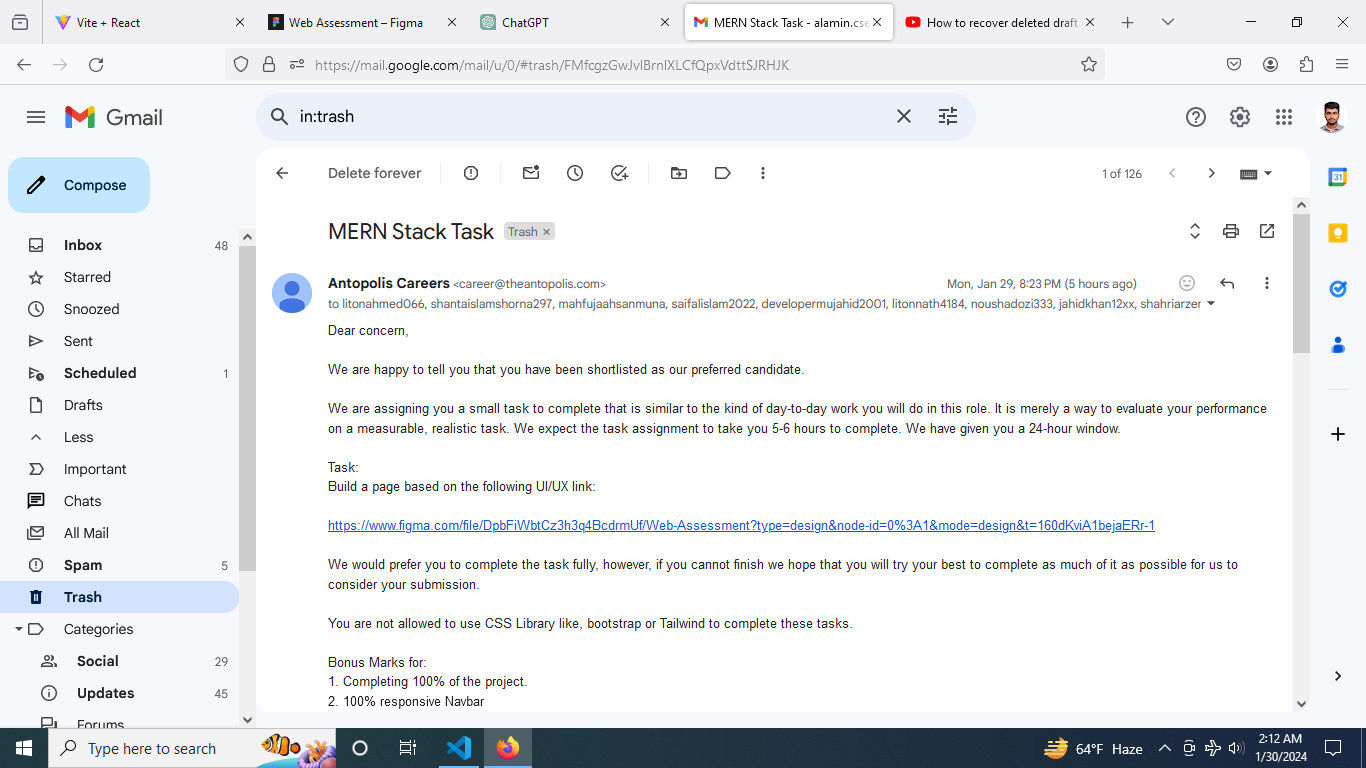 Vite + React
Web Assessment – Figma
ChatGPT
MERN Stack Task - alamin.cse
How to recover deleted draft
https://mail.google.com/mail/u/0/#trash/FMfcgzGwJvlBrnlXLCfQpxVdttSJRHJK
Gmail
in:trash
Compose
Delete forever
1 of 126
Inbox 48
Starred
Snoozed
Sent
Scheduled 1
Drafts
Less
Important
Chats
All Mail
Spam 5
Trash
Categories
Social 29
Updates 45
Forums
MERN Stack Task
Trash ×
Antopolis Careers <career@theantopolis.com>
Mon, Jan 29, 8:23 PM (5 hours ago)
to litonahmed066, shantaislamshorna297, mahfujaahsanmuna, saifalislam2022, developermujahid2001, litonnath4184, noushadozi333, jahidkhan12xx, shahriarzer
Dear concern,
We are happy to tell you that you have been shortlisted as our preferred candidate.
We are assigning you a small task to complete that is similar to the kind of day-to-day work you will do in this role. It is merely a way to evaluate your performance
on a measurable, realistic task. We expect the task assignment to take you 5-6 hours to complete. We have given you a 24-hour window.
Task:
Build a page based on the following UI/UX link:
https://www.figma.com/file/DpbFiWbtCz3h3q4BcdrmUf/Web-Assessment?type=design&node-id=0%3A1&mode=design&t=160dKviA1bejaERr-1
We would prefer you to complete the task fully, however, if you cannot finish we hope that you will try your best to complete as much of it as possible for us to
consider your submission.
You are not allowed to use CSS Library like, bootstrap or Tailwind to complete these tasks.
Bonus Marks for:
1. Completing 100% of the project.
2. 100% responsive Navbar
31
Type here to search
64°F Haze
2:12 AM
1/30/2024